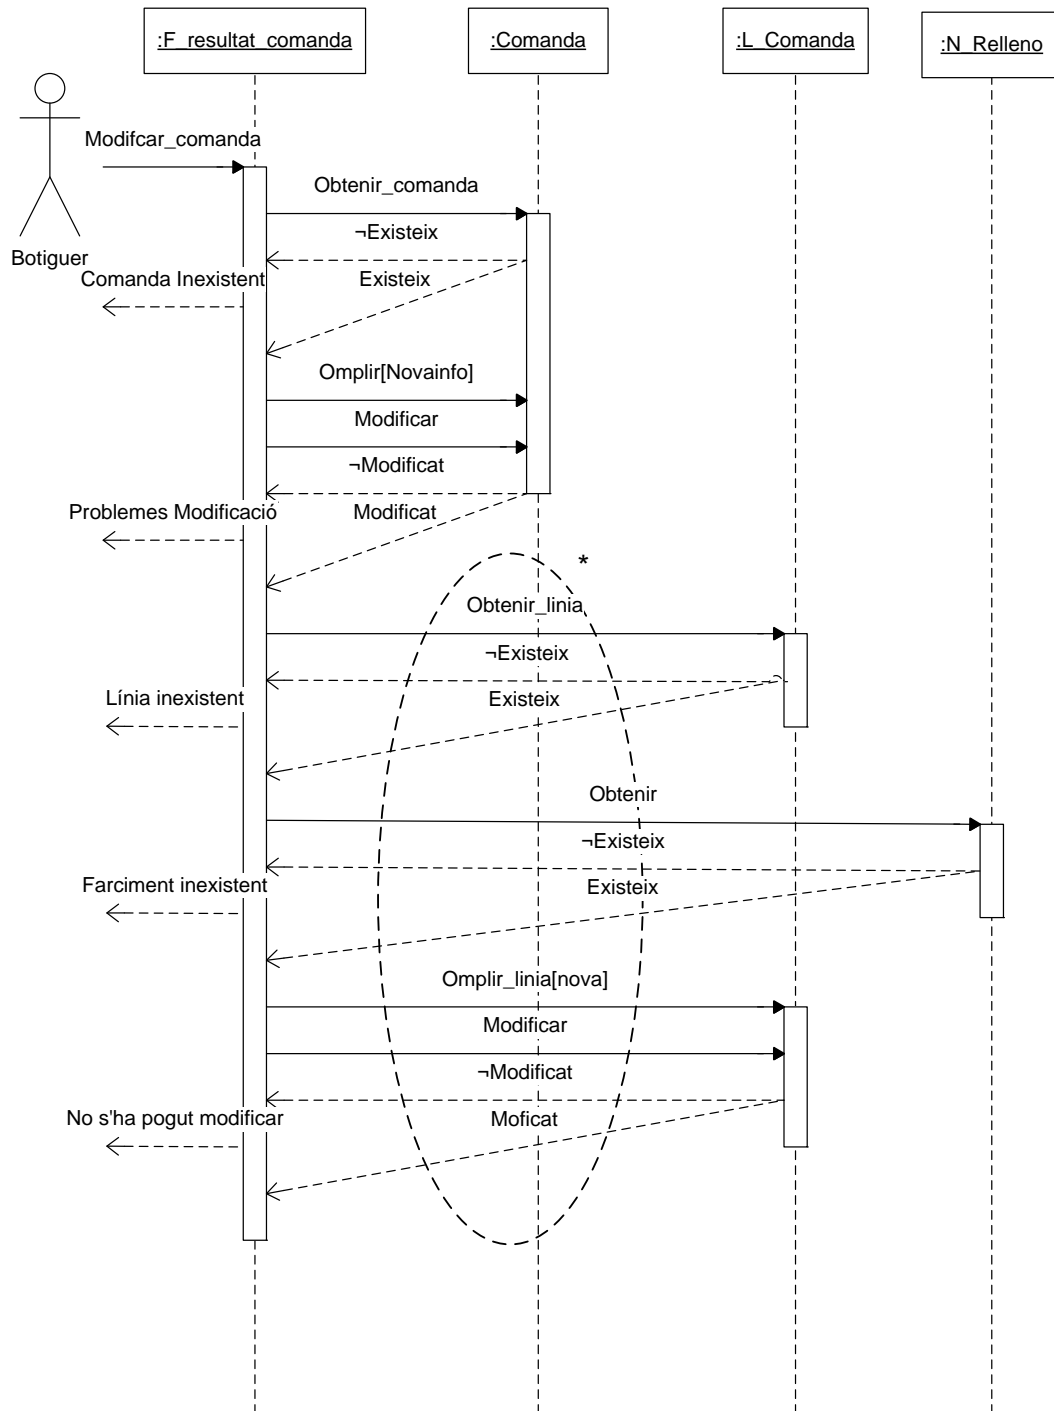 :F_resultat_comanda
:Comanda
:L_Comanda
:N_Relleno
Modifcar_comanda
Obtenir_comanda
¬Existeix
Botiguer
Comanda Inexistent
Existeix
Omplir[Novainfo]
Modificar
¬Modificat
Problemes Modificació
Modificat
*
Obtenir_linia
¬Existeix
Línia inexistent
Existeix
Obtenir
¬Existeix
Farciment inexistent
Existeix
Omplir_linia[nova]
Modificar
¬Modificat
No s'ha pogut modificar
Moficat